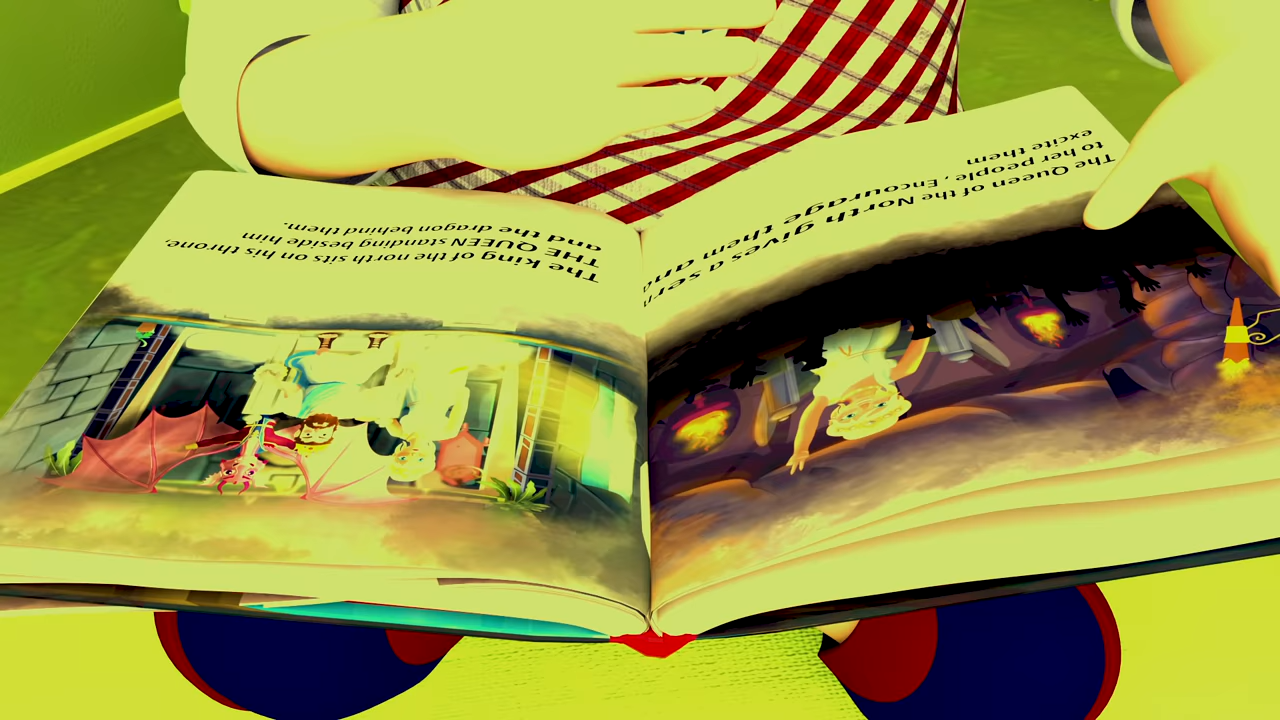 The Queen of the North gives a
to her people , Encourage them and
excite them
The king of the north sits on his throne,
THE QUEEN standing beside him
and the dragon behind them.